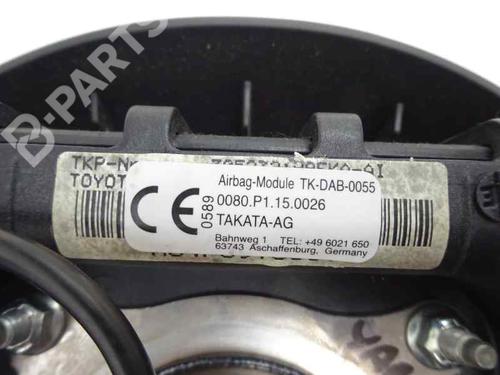 B-PARTS
TKP-N
TOYOT
Airbag-Module TK-DAB-0055
0080.P1.15.0026
TAKATA-AG
Bahnweg 1 TEL: +49 6021 650
63743 Aschaffenburg, Germany
CE 0589